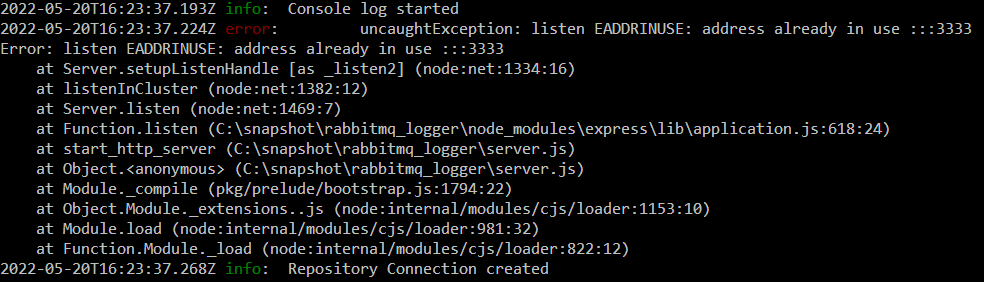 2022-05-20T16:23:37.193Z info:  Console log started
2022-05-20T16:23:37.224Z error:        uncaughtException: listen EADDRINUSE: address already in use :::3333
Error: listen EADDRINUSE: address already in use :::3333
    at Server.setupListenHandle [as _listen2] (node:net:1334:16)
    at listenInCluster (node:net:1382:12)
    at Server.listen (node:net:1469:7)
    at Function.listen (C:\snapshot\rabbitmq_logger\node_modules\express\lib\application.js:618:24)
    at start_http_server (C:\snapshot\rabbitmq_logger\server.js)
    at Object.<anonymous> (C:\snapshot\rabbitmq_logger\server.js)
    at Module._compile (pkg/prelude/bootstrap.js:1794:22)
    at Object.Module._extensions..js (node:internal/modules/cjs/loader:1153:10)
    at Module.load (node:internal/modules/cjs/loader:981:32)
    at Function.Module._load (node:internal/modules/cjs/loader:822:12)
2022-05-20T16:23:37.268Z info:  Repository Connection created